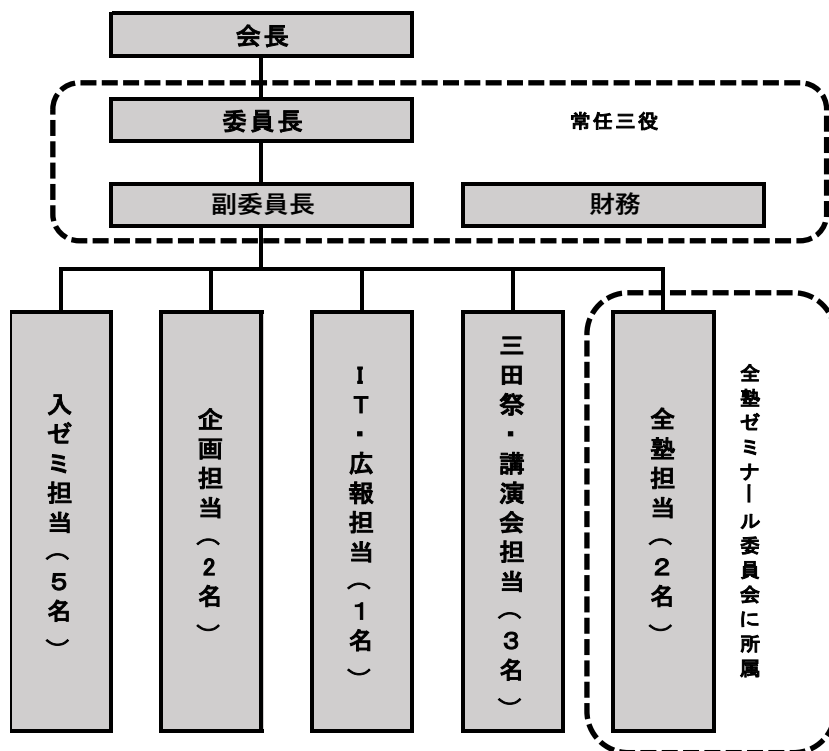 会長
委員長
常任三役
副委員長
財務
入ゼミ担当（５名）
企画担当（２名）
ＩＴ・広報担当（１名）
三田祭・講演会担当（３名）
全塾担当（２名）
全塾ゼミナール委員会に所属